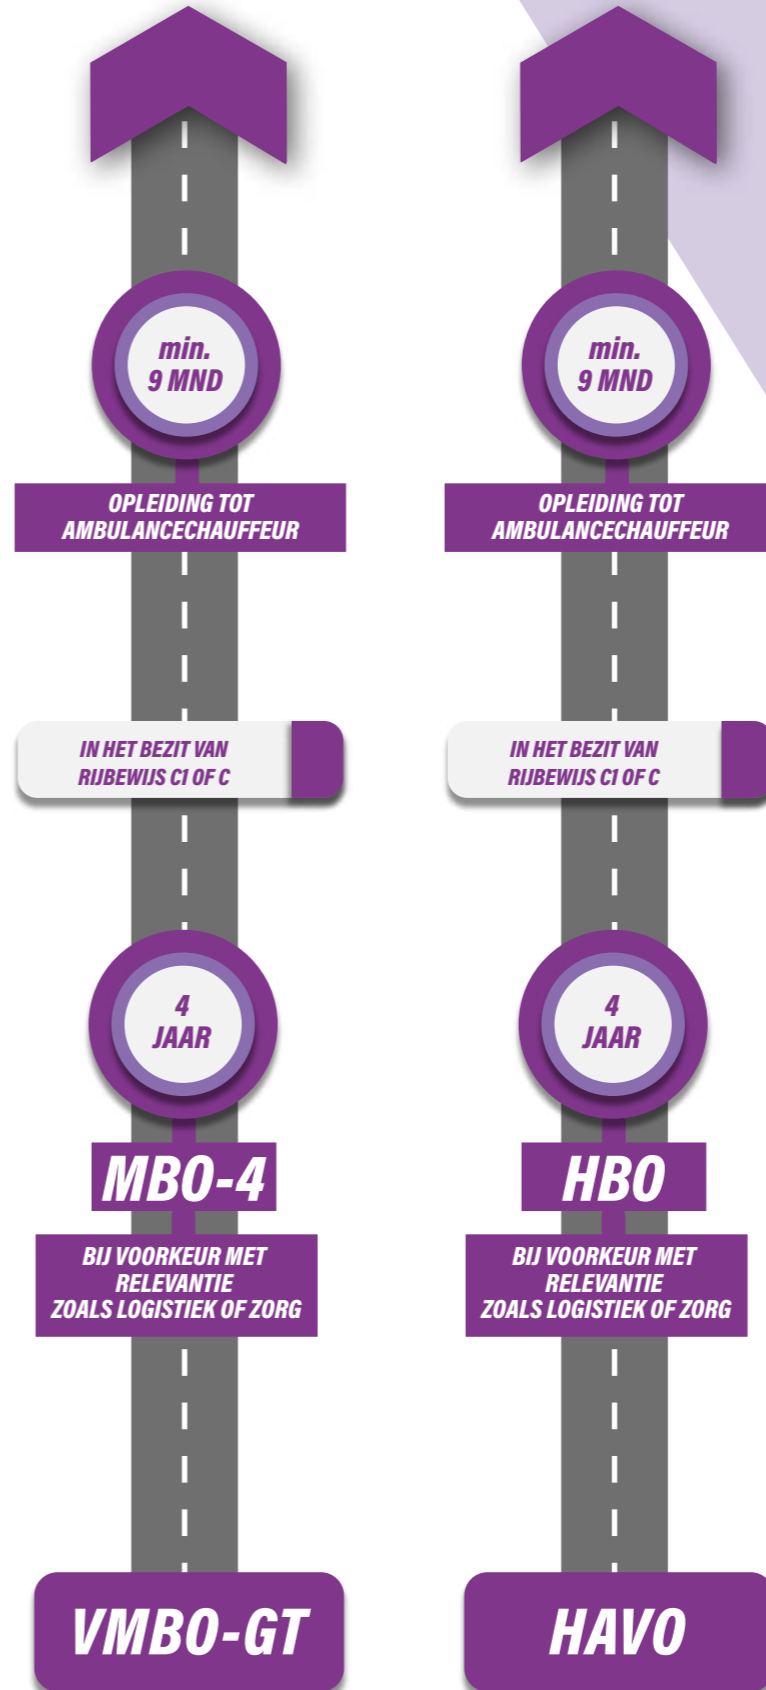 min.
9 MND
OPLEIDING TOT
AMBULANCECHAUFFEUR
IN HET BEZIT VAN
RIJBEWIJS C1 OF C
4
JAAR
MBO-4
BIJ VOORKEUR MET
RELEVANTIE
ZOALS LOGISTIEK OF ZORG
VMBO-GT
min.
9 MND
OPLEIDING TOT
AMBULANCECHAUFFEUR
IN HET BEZIT VAN
RIJBEWIJS C1 OF C
4
JAAR
HBO
BIJ VOORKEUR MET
RELEVANTIE
ZOALS LOGISTIEK OF ZORG
HAVO